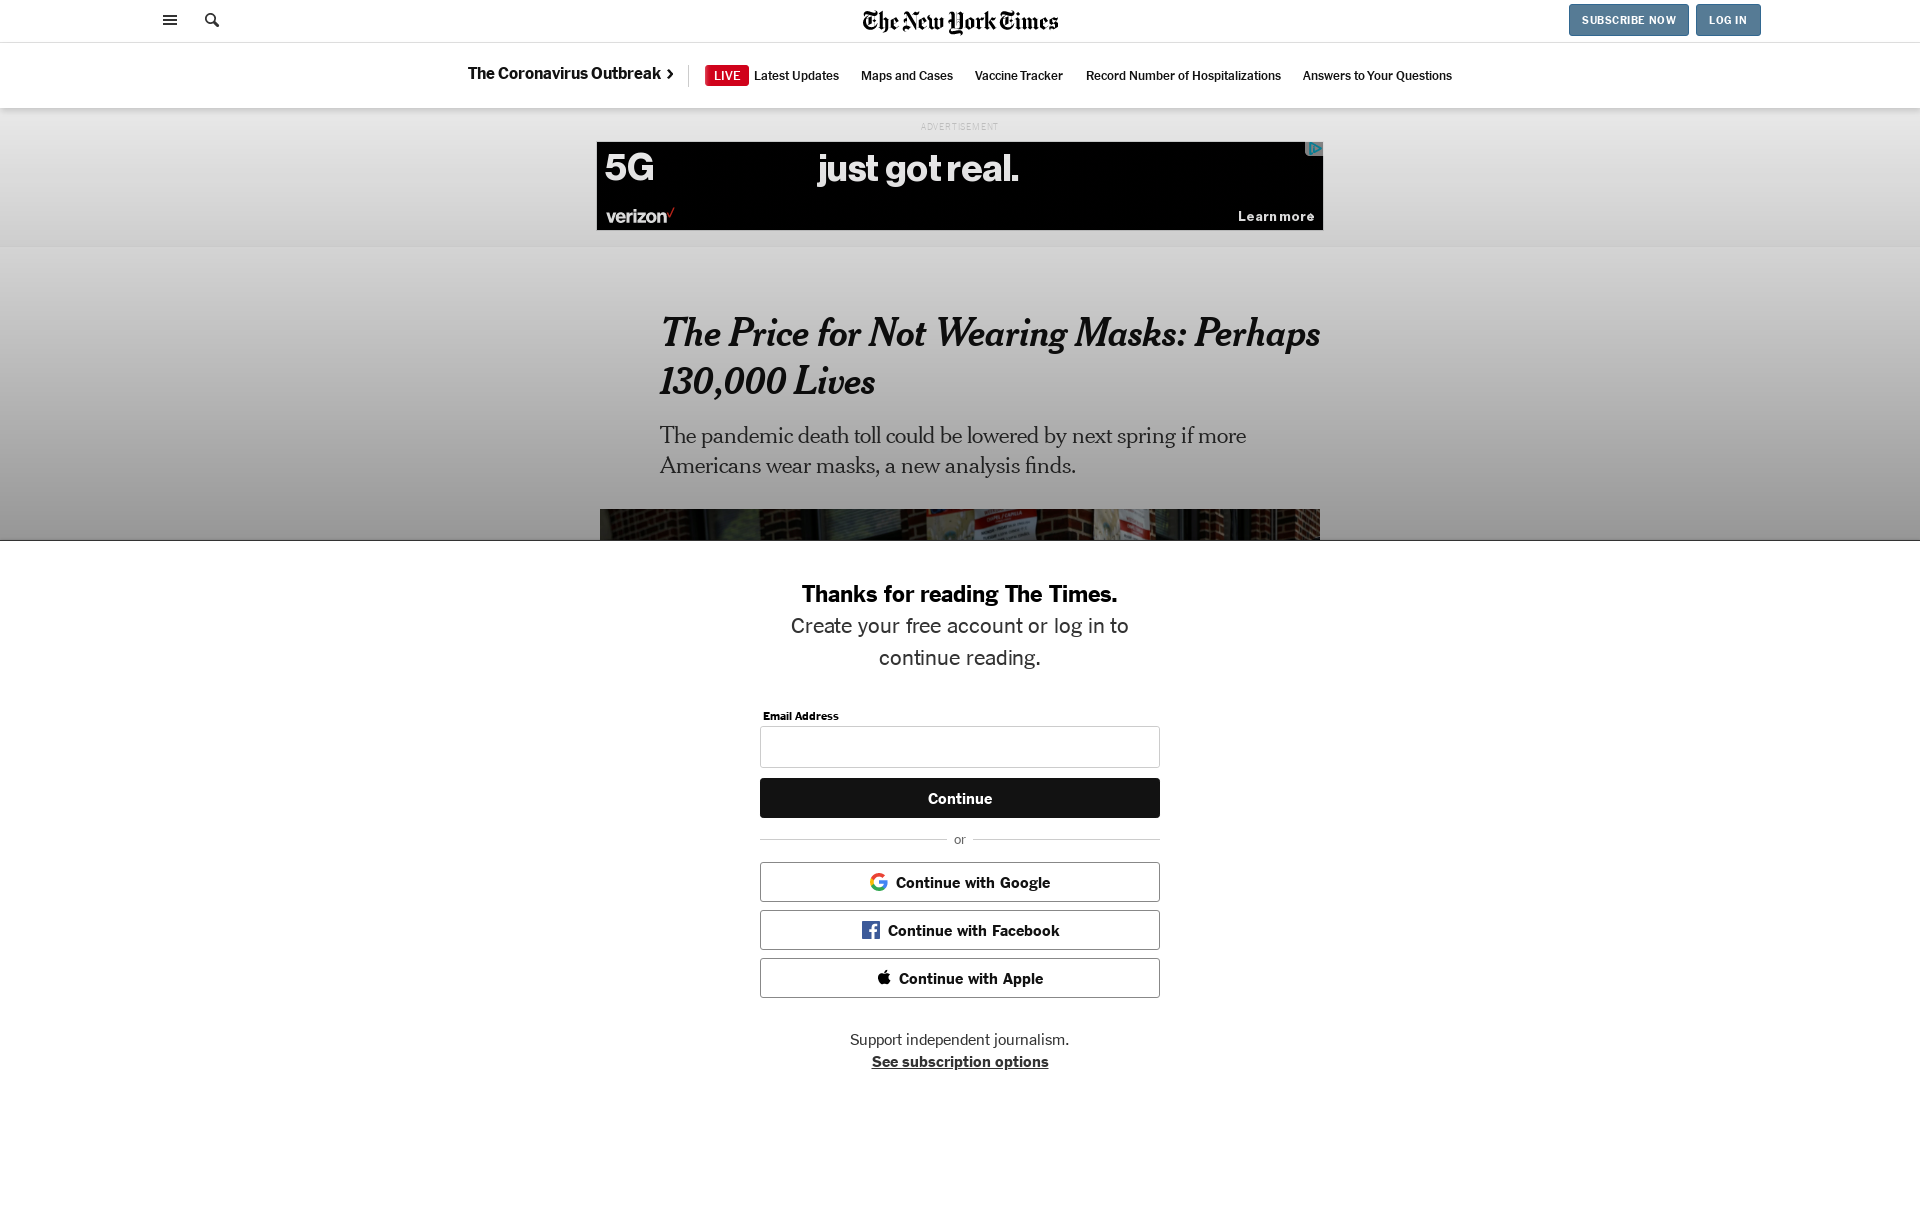 The New York Times
SUBSCRIBE NOW
LOG IN
The Coronavirus Outbreak
LIVE Latest Updates
Maps and Cases
Vaccine Tracker
Record Number of Hospitalizations
Answers to Your Questions
ADVERTISEMENT
5G
just got real.
verizon
Learn more
The Price for Not Wearing Masks: Perhaps
130,000 Lives
The pandemic death toll could be lowered by next spring if more
Americans wear masks, a new analysis finds.
Thanks for reading The Times.
Create your free account or log in to
continue reading.
Email Address
Continue
or
Continue with Google
Continue with Facebook
Continue with Apple
Support independent journalism.
See subscription options